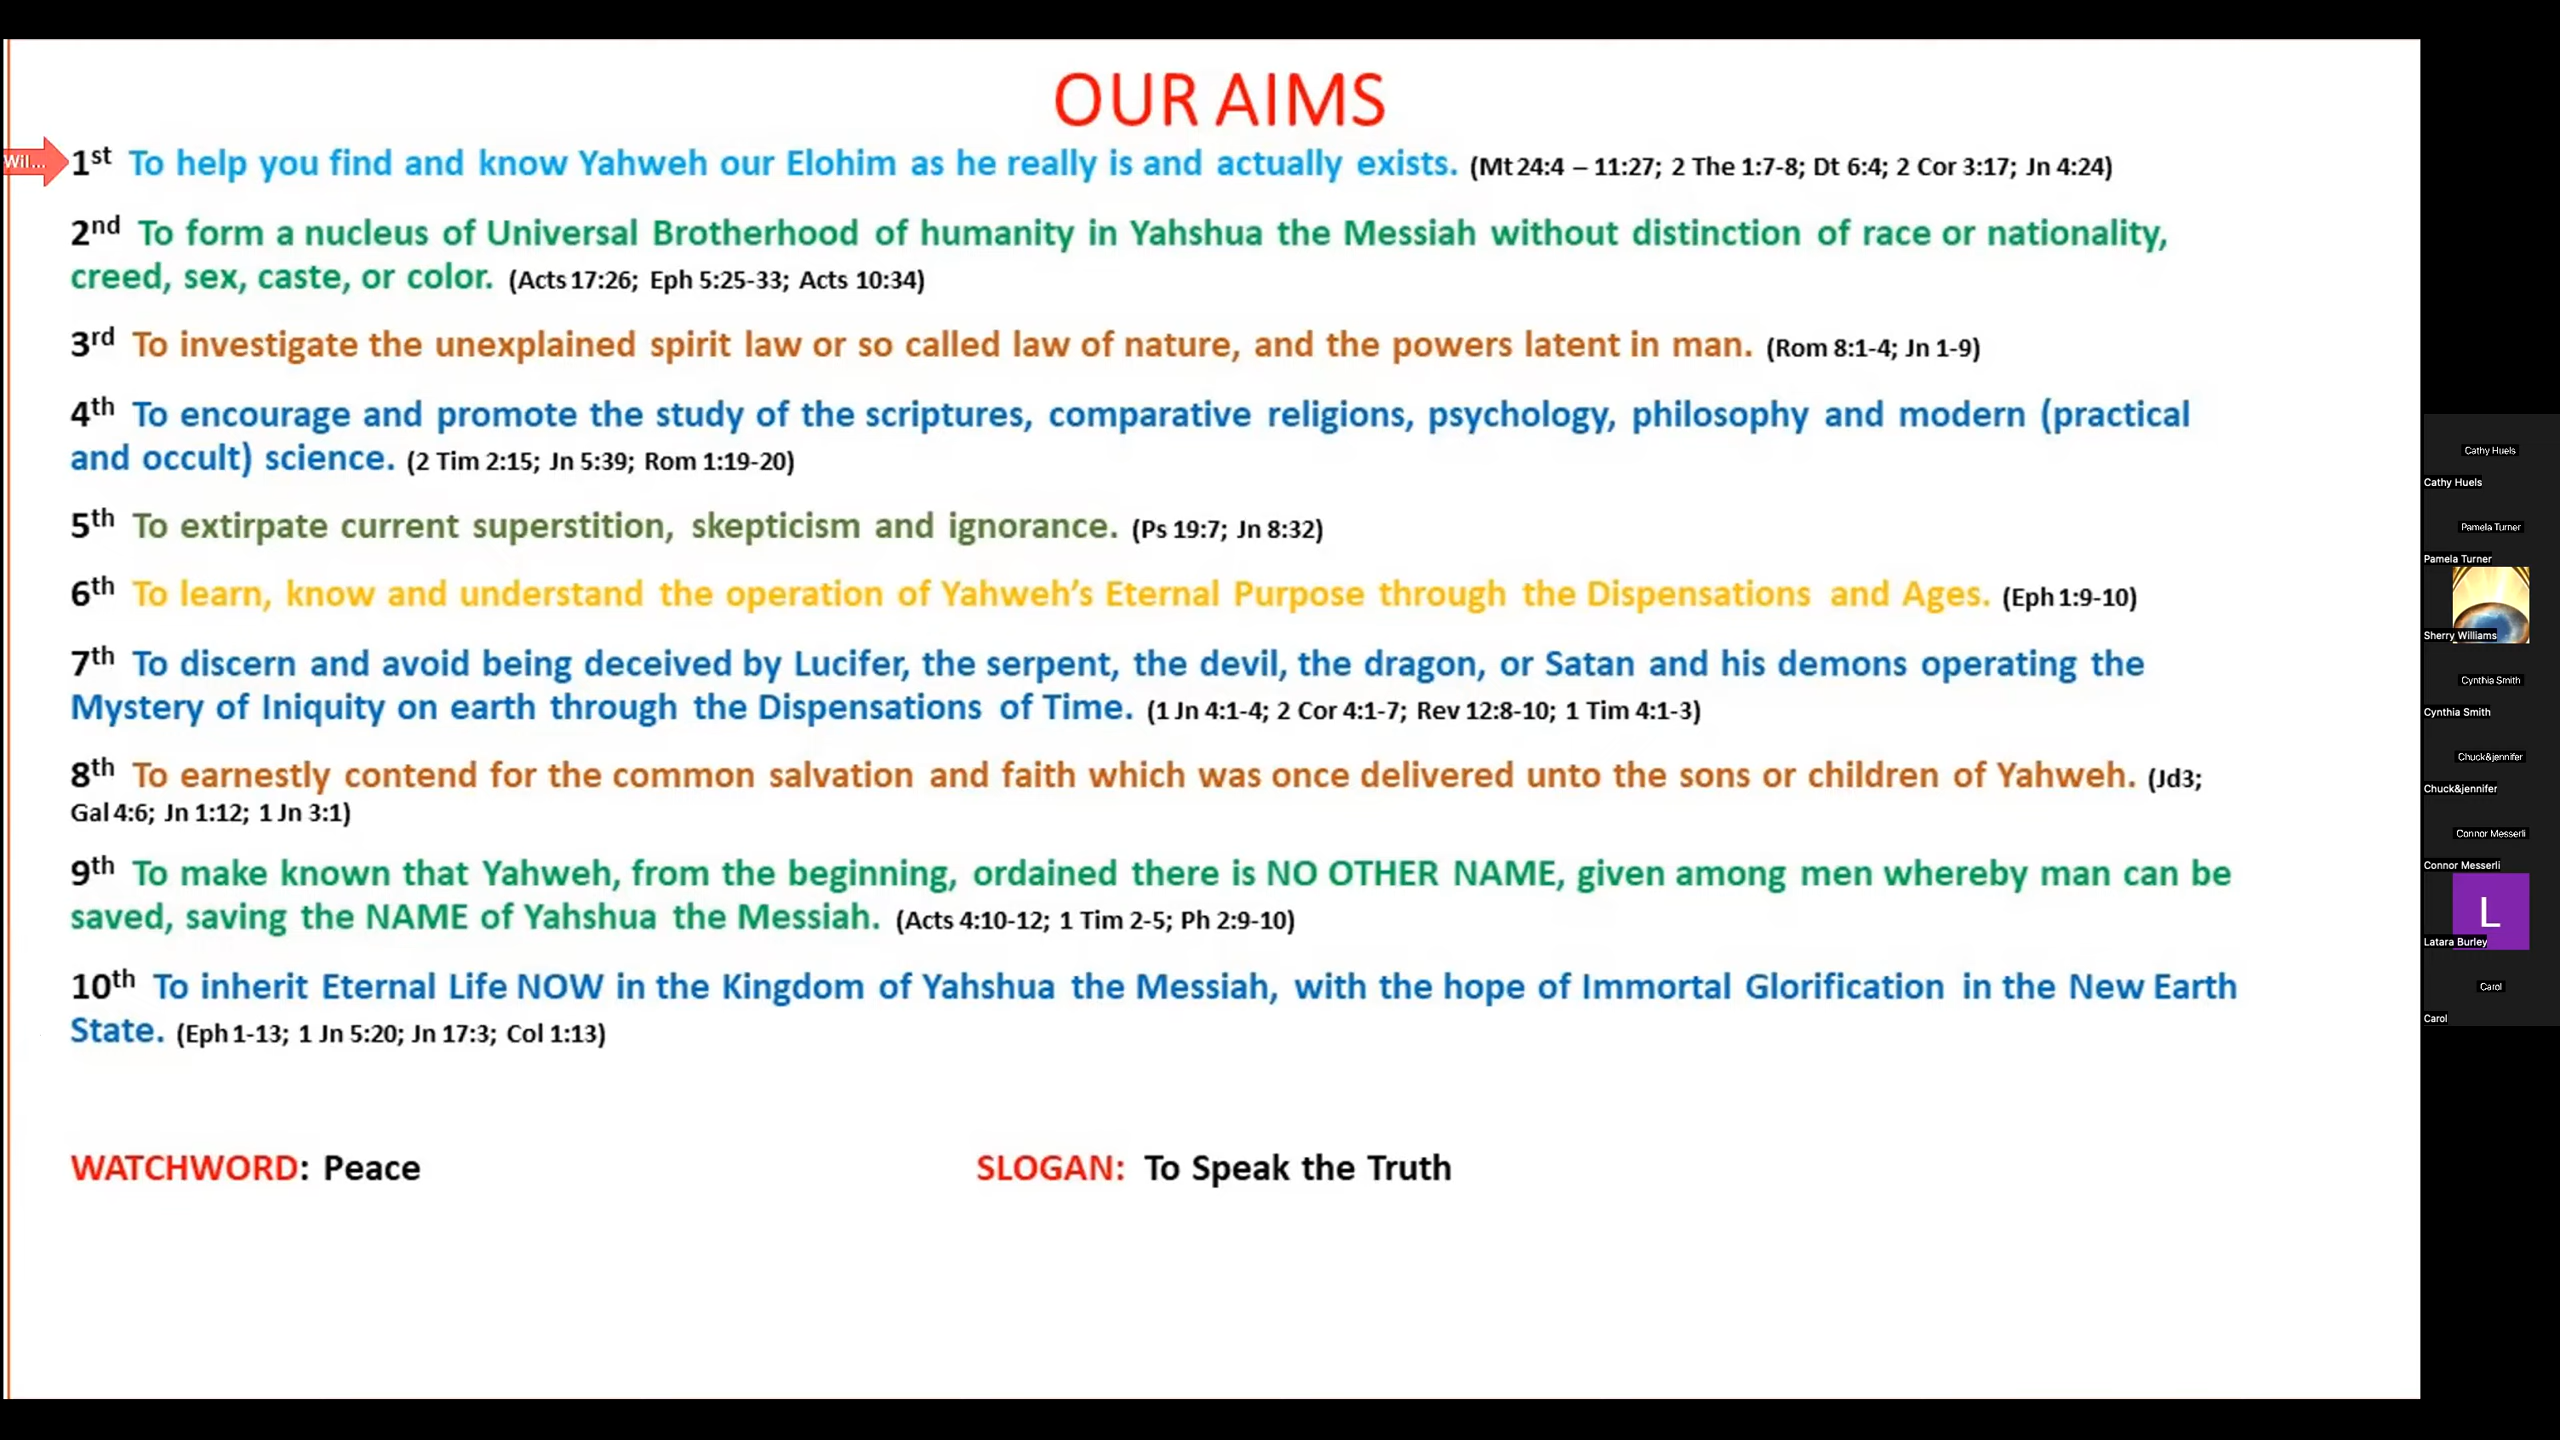 OUR AIMS
Wil...
1st To help you find and know Yahweh our Elohim as he really is and actually exists. (Mt 24:4 – 11:27; 2 The 1:7-8; Dt 6:4; 2 Cor 3:17; Jn 4:24)
2nd To form a nucleus of Universal Brotherhood of humanity in Yahshua the Messiah without distinction of race or nationality,
creed, sex, caste, or color. (Acts 17:26; Eph 5:25-33; Acts 10:34)
3rd To investigate the unexplained spirit law or so called law of nature, and the powers latent in man. (Rom 8:1-4; Jn 1-9)
4th To encourage and promote the study of the scriptures, comparative religions, psychology, philosophy and modern (practical
and occult) science. (2 Tim 2:15; Jn 5:39; Rom 1:19-20)
5th To extirpate current superstition, skepticism and ignorance. (Ps 19:7; Jn 8:32)
6th To learn, know and understand the operation of Yahweh’s Eternal Purpose through the Dispensations and Ages. (Eph 1:9-10)
7th To discern and avoid being deceived by Lucifer, the serpent, the devil, the dragon, or Satan and his demons operating the
Mystery of Iniquity on earth through the Dispensations of Time. (1 Jn 4:1-4; 2 Cor 4:1-7; Rev 12:8-10; 1 Tim 4:1-3)
8th To earnestly contend for the common salvation and faith which was once delivered unto the sons or children of Yahweh. (Jd3;
Gal 4:6; Jn 1:12; 1 Jn 3:1)
9th To make known that Yahweh, from the beginning, ordained there is NO OTHER NAME, given among men whereby man can be
saved, saving the NAME of Yahshua the Messiah. (Acts 4:10-12; 1 Tim 2-5; Ph 2:9-10)
10th To inherit Eternal Life NOW in the Kingdom of Yahshua the Messiah, with the hope of Immortal Glorification in the New Earth
State. (Eph 1-13; 1 Jn 5:20; Jn 17:3; Col 1:13)
WATCHWORD: Peace
SLOGAN: To Speak the Truth
Cathy Huels
Cathy Huels
Pamela Turner
Pamela Turner
Sherry Williams
Cynthia Smith
Cynthia Smith
Chuck&jennifer
Chuck&jennifer
Connor Messerli
Connor Messerli
L
Latara Burley
Carol
Carol